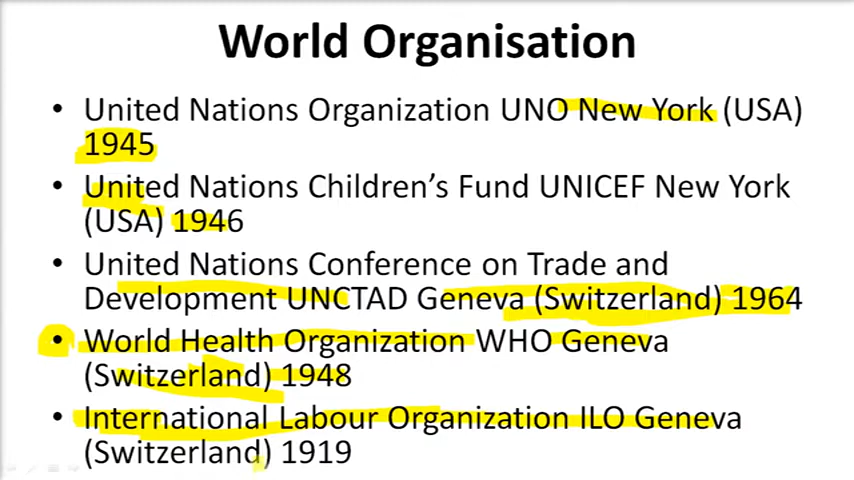 World Organisation
• United Nations Organization UNO New York (USA)
1945
• United Nations Children's Fund UNICEF New York
(USA) 1946
• United Nations Conference on Trade and
Development UNCTAD Geneva (Switzerland) 1964
• World Health Organization WHO Geneva
(Switzerland) 1948
• International Labour Organization ILO Geneva
(Switzerland) 1919